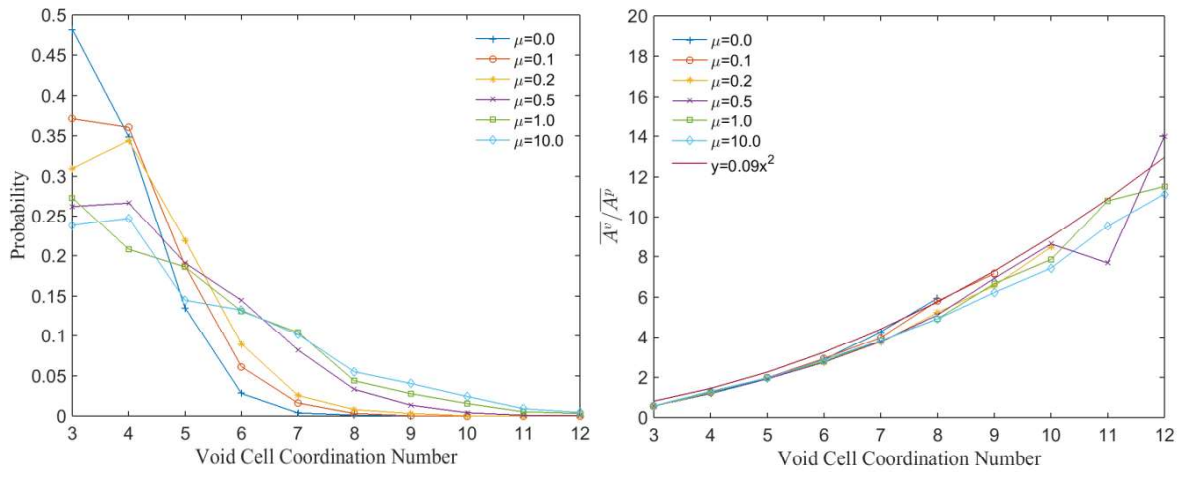 0.5
0.45
0.4
0.35
0.3
0.25
0.2
0.15
0.1
0.05
0
Probability
3 4 5 6 7 8 9 10 11 12
Void Cell Coordination Number
μ=0.0
μ=0.1
μ=0.2
μ=0.5
μ=1.0
μ=10.0
20
18
16
14
12
10
8
6
4
2
0
A^v/A^p
3 4 5 6 7 8 9 10 11 12
Void Cell Coordination Number
μ=0.0
μ=0.1
μ=0.2
μ=0.5
μ=1.0
μ=10.0
y=0.09x²